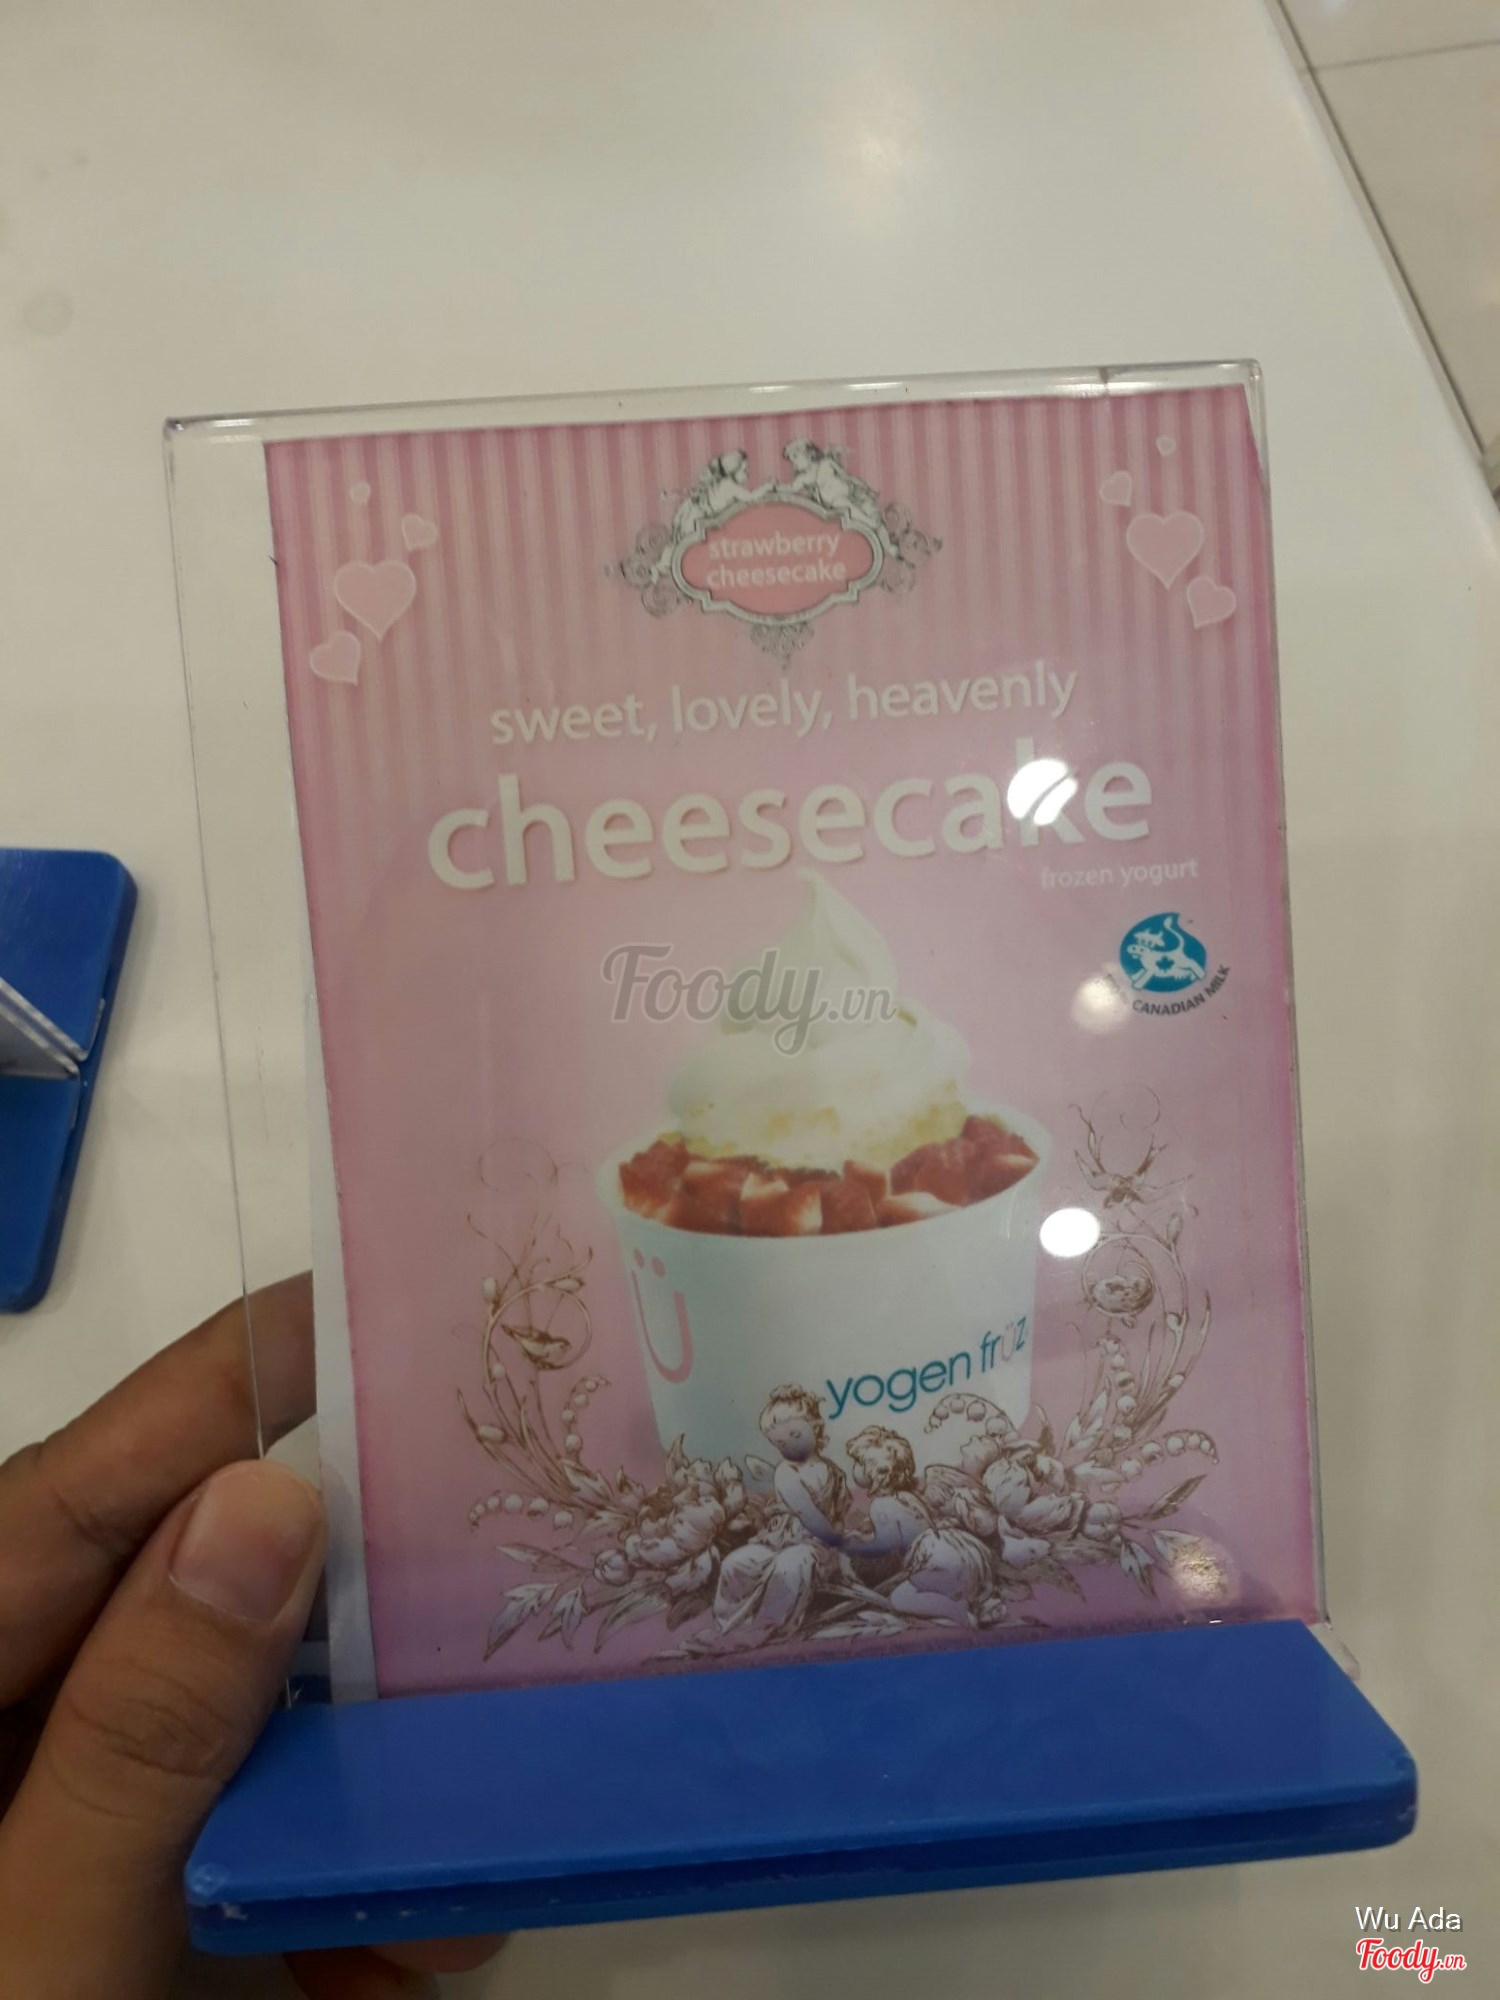 strawberry
cheesecake
sweet, lovely, heavenly
cheesecake
frozen yogurt
CANADIAN MILK
Foody.vn
Ü
yogen früz
Wu Ada
Foody.vn